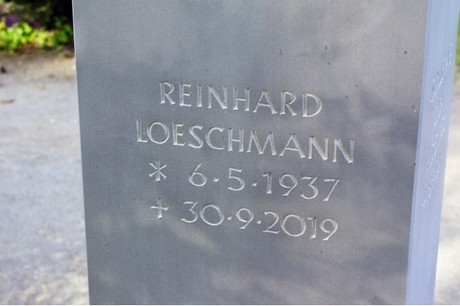 REINHARD
LOESCHMANN
* 6·5·1937
+ 30·9·2019